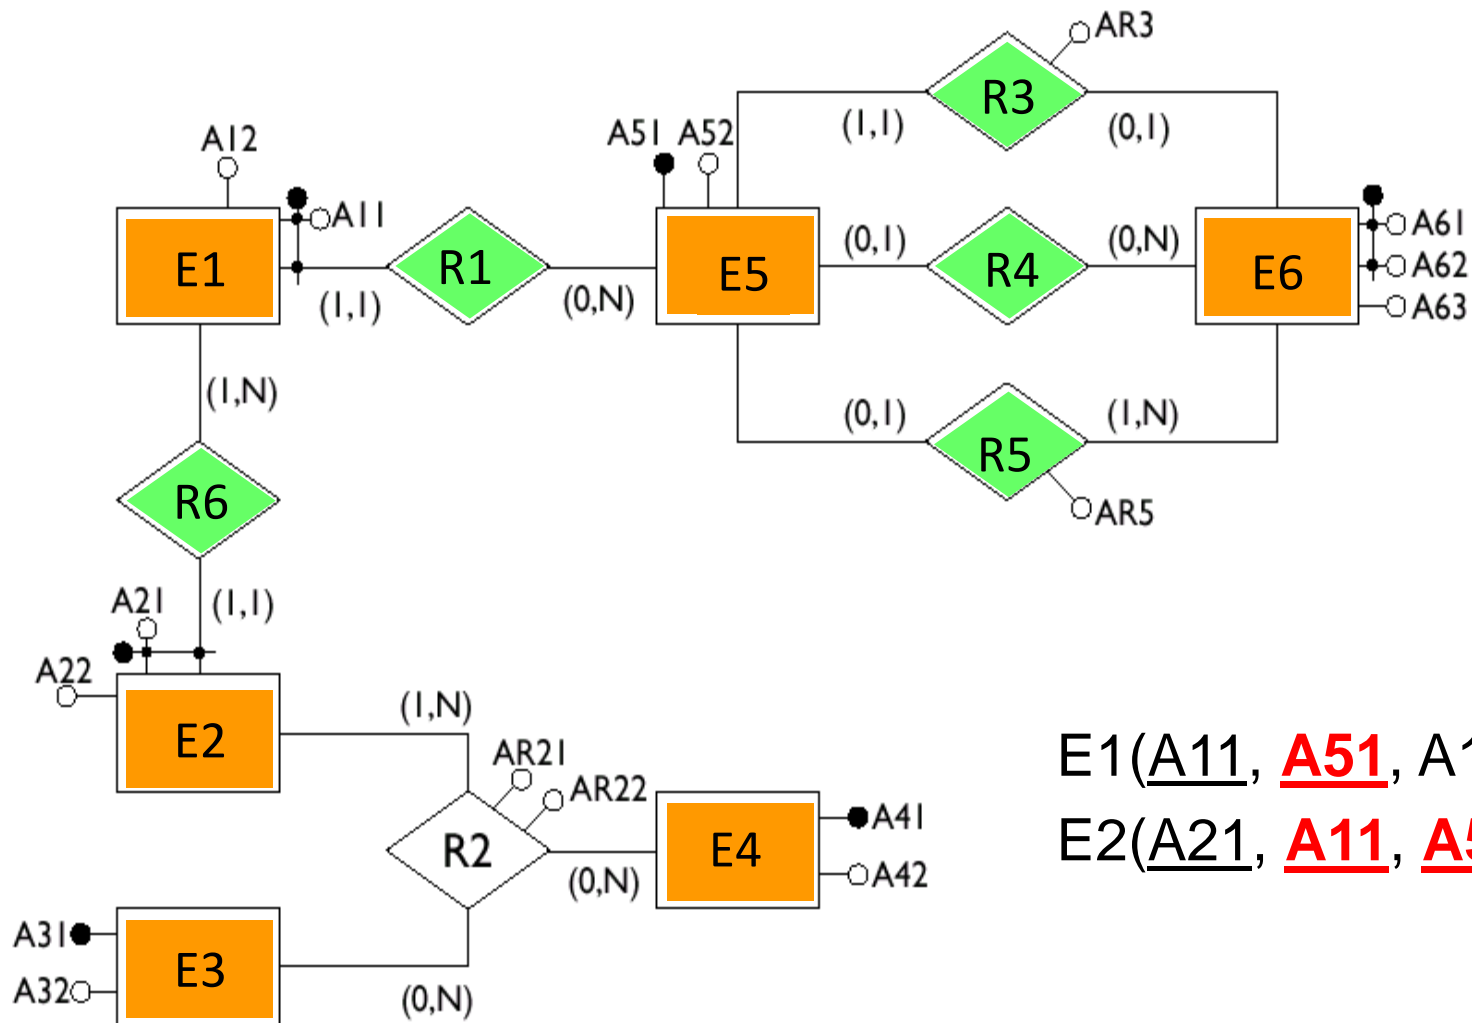 AR3
R3
(1,1)
(0,1)
A12
A51 A52
A11
E1
R1
(1,1)
(0,N)
E5
(0,1)
R4
(0,N)
E6
A61
A62
A63
(1,N)
(0,1)
R5
(1,N)
AR5
R6
A21
(1,1)
A22
E2
(1,N)
AR21
AR22
R2
(0,N)
E4
A41
A42
A31
A32
E3
(0,N)
E1(A11, A51, A1
E2(A21, A11, A5